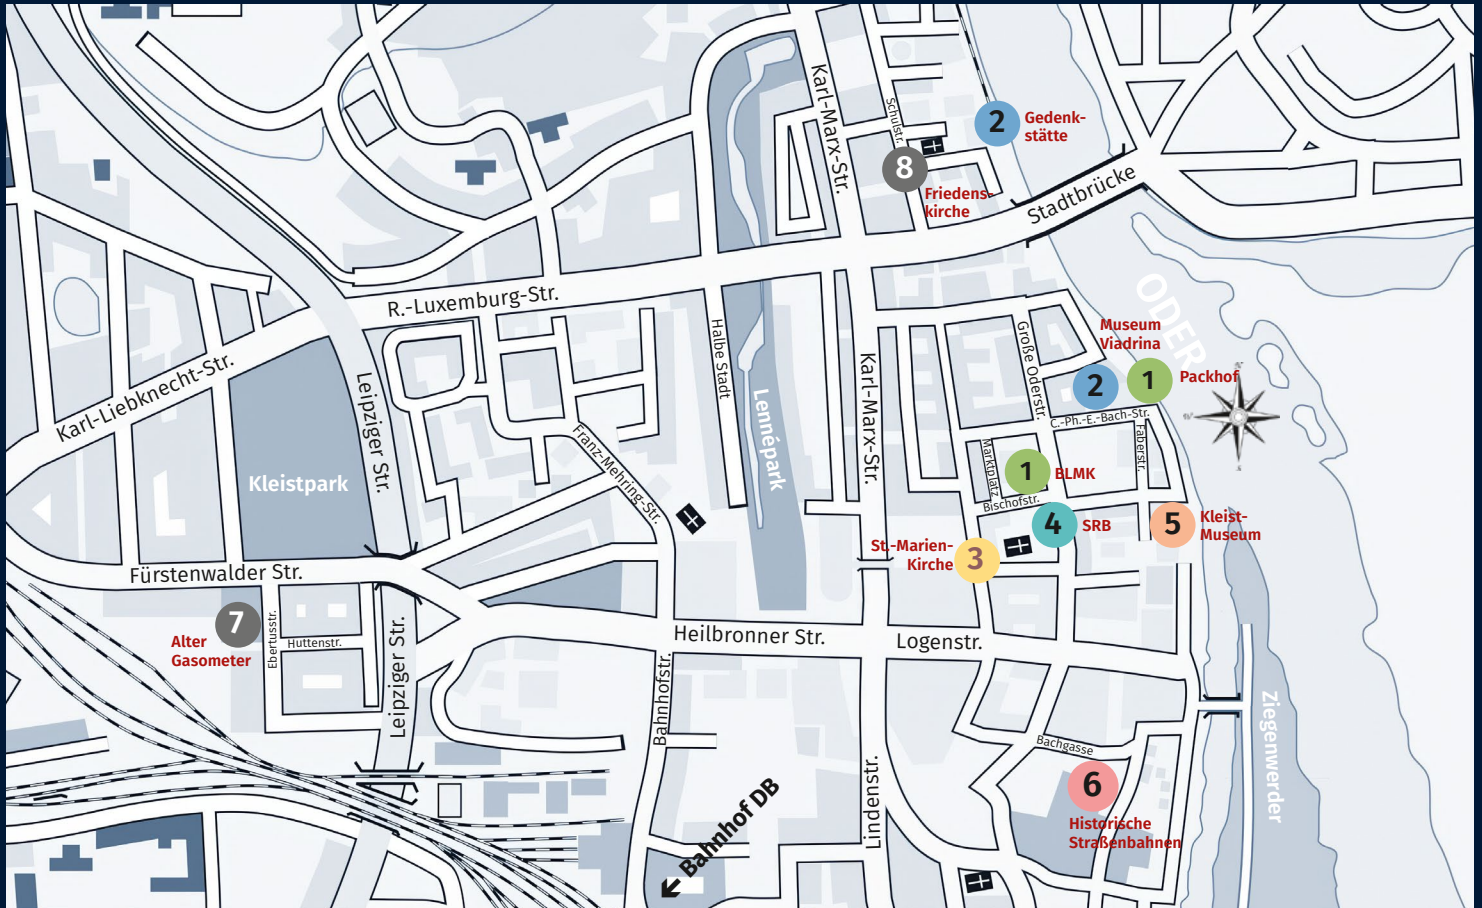 Karl-Marx-Str.
Schulstr.
2
Gedenk-
stätte
8
Friedens-
kirche
Stadtbrücke
ODER
R.-Luxemburg-Str.
Karl-Liebknecht-Str.
Leipziger Str.
Kleistpark
Halbe Stadt
Lennépark
Karl-Marx-Str.
Große Oderstr.
Museum
Viadrina
2
1
Packhof
C.-Ph.-E.-Bach-Str.
Faberstr.
Franz-Mehring-Str.
Marktplatz
1
BLMK
Bischofstr.
4
SRB
5
Kleist-
Museum
St.-Marien-
Kirche
3
Fürstenwalder Str.
7
Alter
Gasometer
Ebertusstr.
Huttenstr.
Leipziger Str.
Heilbronner Str.
Logenstr.
Bahnhofstr.
Ziegenwerder
Bachgasse
6
Historische
Straßenbahnen
Lindenstr.
Bahnhof DB